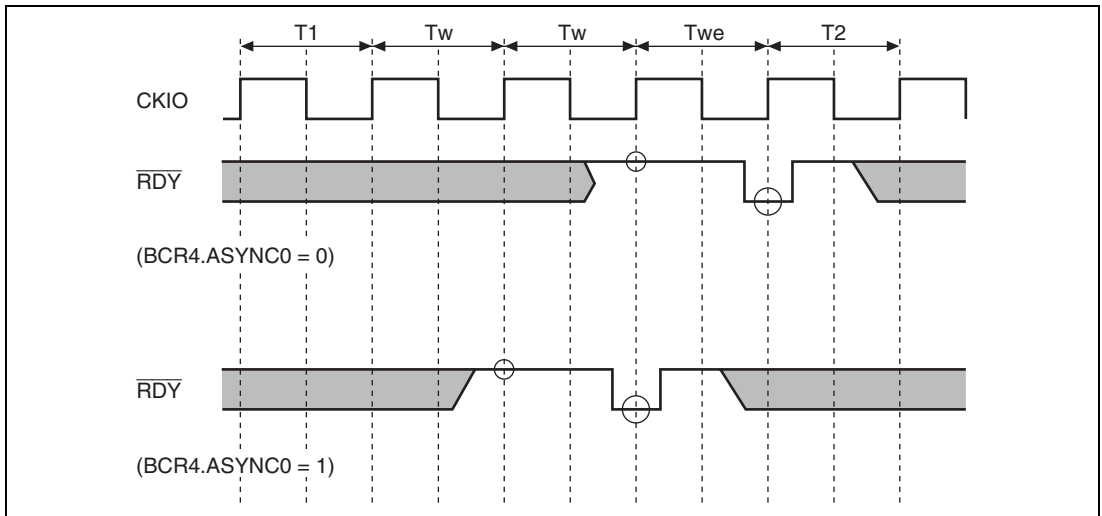 T1 Tw Tw Twe T2
CKIO
RDY
(BCR4.ASYNC0 = 0)
RDY
(BCR4.ASYNC0 = 1)